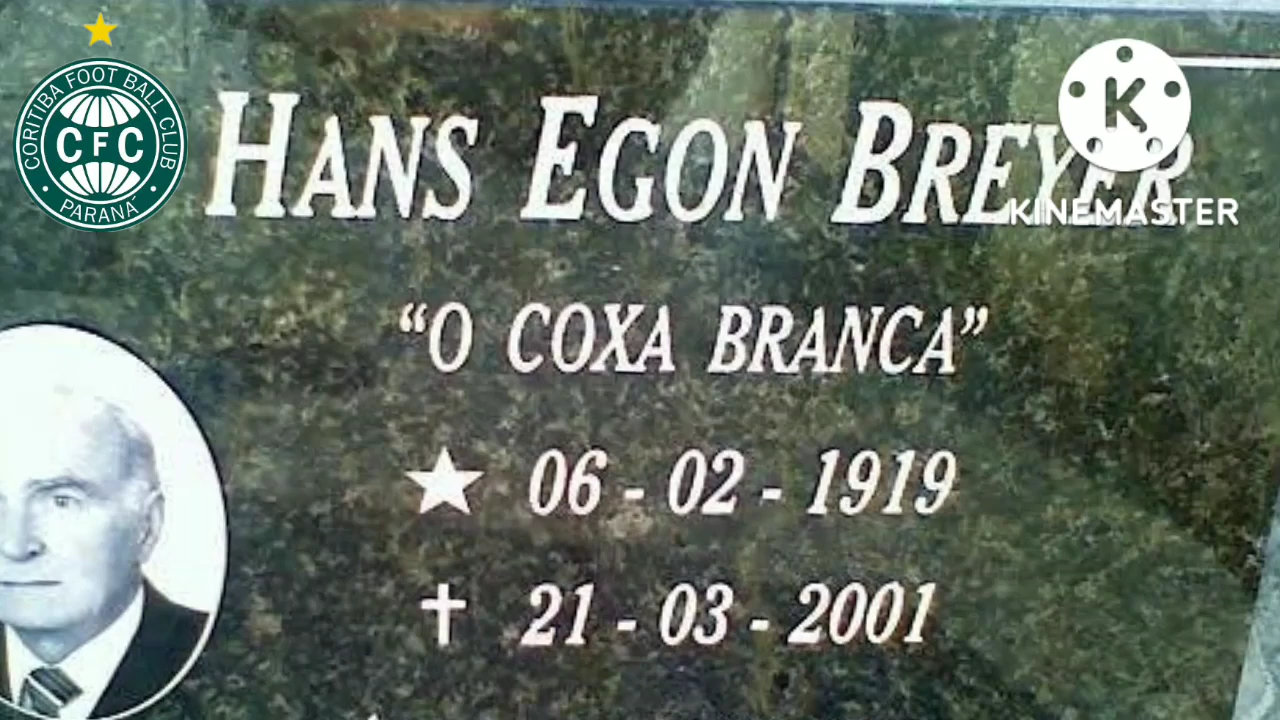 CORITIBA FOOT BALL CLUB
CFC
PARANÁ
HANS EGON BREYER
K
KINEMASTER
“O COXA BRANCA”
06 - 02 - 1919
21 - 03 - 2001